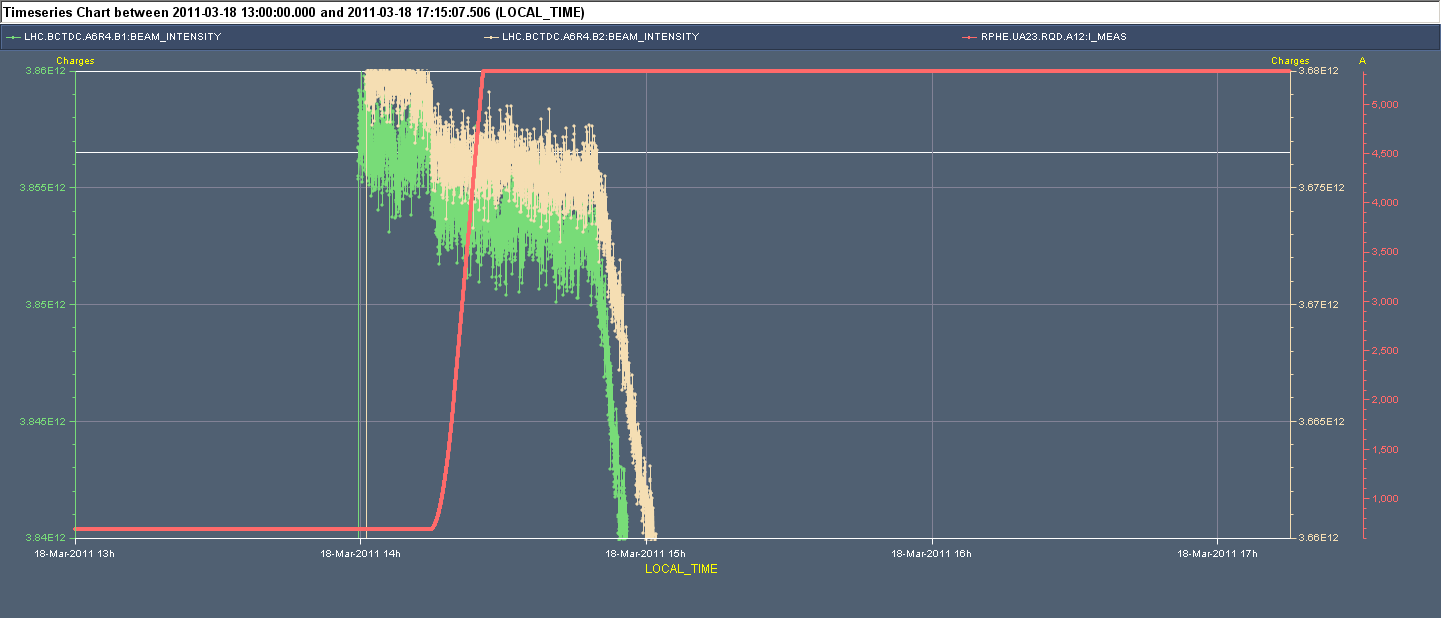 Timeseries Chart between 2011-03-18 13:00:00.000 and 2011-03-18 17:15:07.506 (LOCAL_TIME)
LHC.BCTDC.A6R4.B1:BEAM_INTENSITY LHC.BCTDC.A6R4.B2:BEAM_INTENSITY RPHE.UA23.RQD.A12:I_MEAS
Charges Charges A
3.86E12 3.68E12
5,000
4,500
3.855E12 3.675E12
4,000
3,500
3.85E12 3.67E12
3,000
2,500
2,000
3.845E12 3.665E12
1,500
1,000
3.84E12 3.66E12
18-Mar-2011 13h 18-Mar-2011 14h 18-Mar-2011 15h 18-Mar-2011 16h 18-Mar-2011 17h
LOCAL_TIME